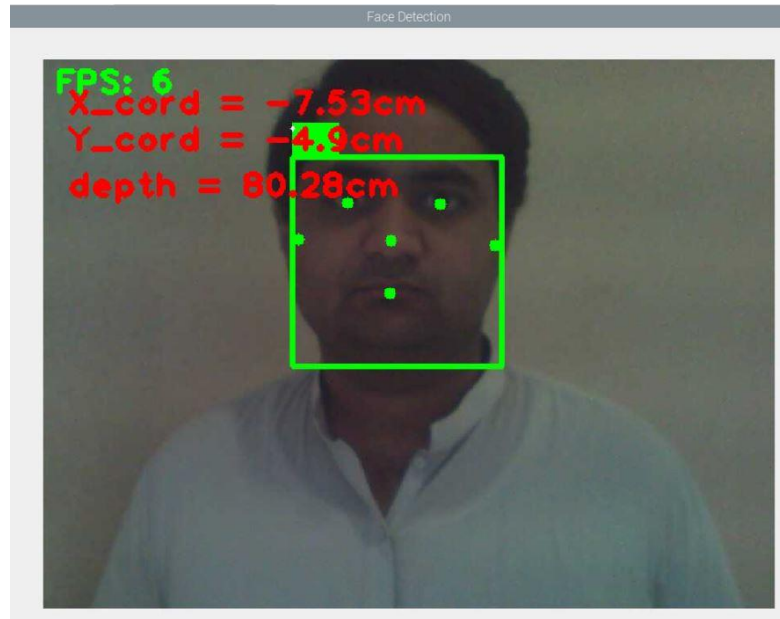 Face Detection
FPS: 6
X_cord = -7.53cm
Y_cord = -4.9cm
depth = 80.28cm